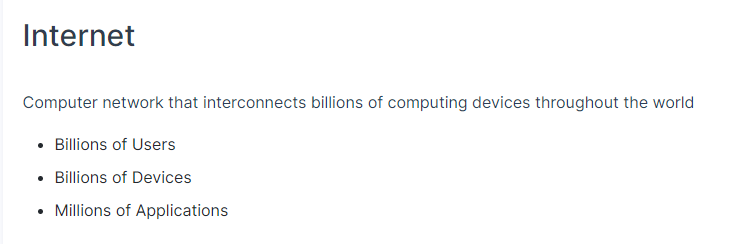 Internet
Computer network that interconnects billions of computing devices throughout the world
• Billions of Users
• Billions of Devices
• Millions of Applications